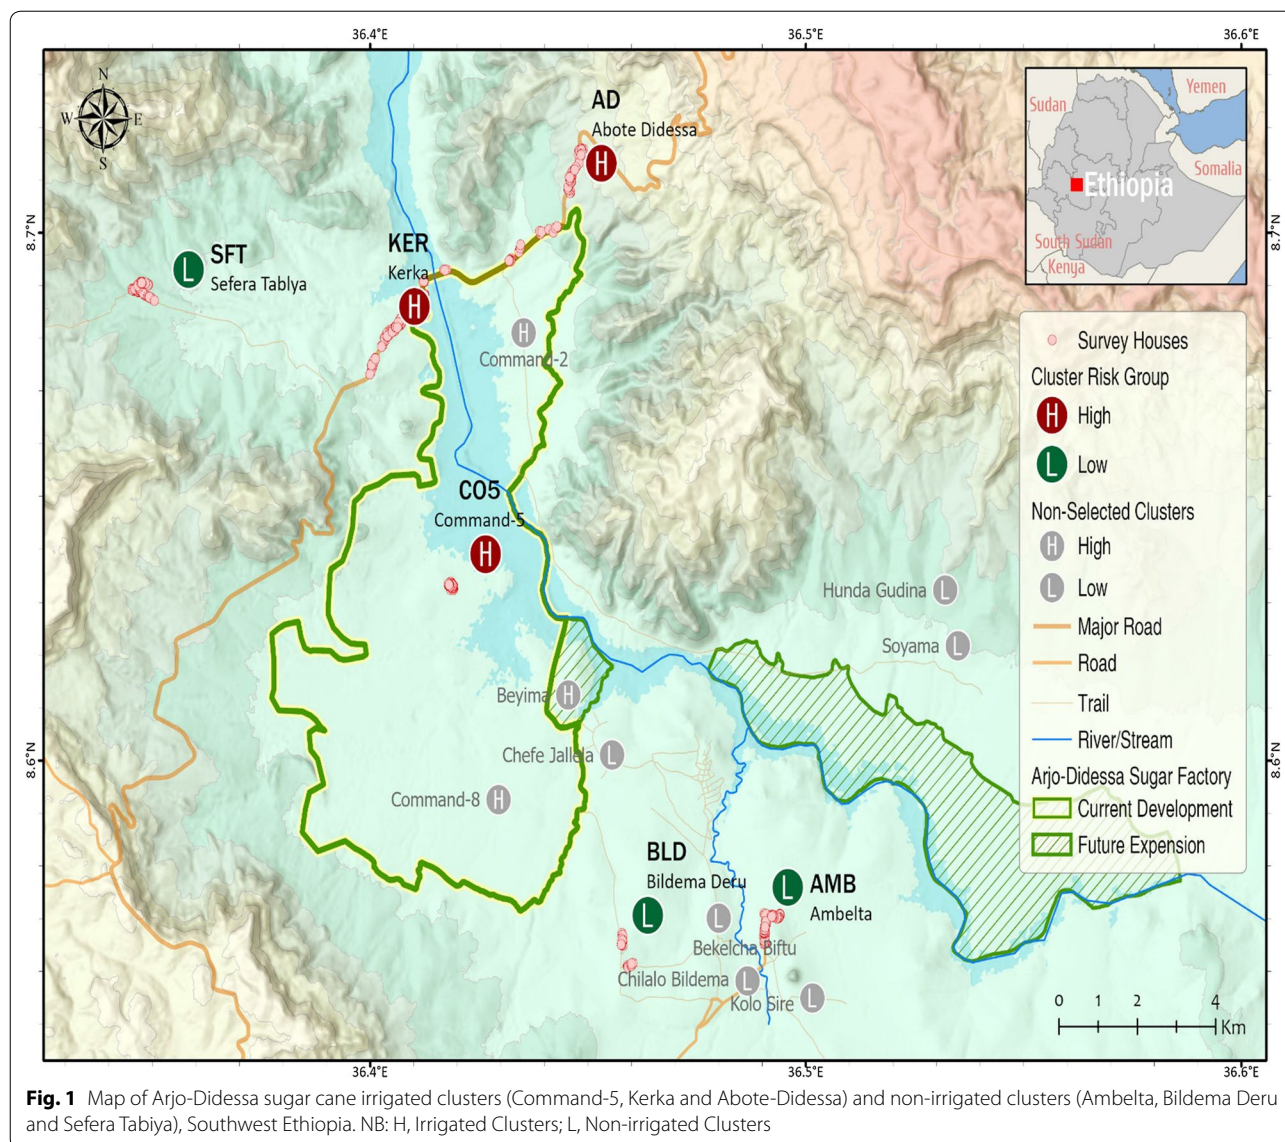 36.4°E
36.5°E
36.6°E
N
W
E
S
AD
Abote Didessa
Sudan
Yemen
Somalia
Ethiopia
South Sudan
Kenya
8.7°N
8.7°N
SFT
Sefera Tablya
L
KER
Kerka
H
H
H
Command-2
Survey Houses
Cluster Risk Group
H High
L Low
Non-Selected Clusters
H High
L Low
Major Road
Road
Trail
River/Stream
Arjo-Didessa Sugar Factory
Current Development
Future Expension
CO5
Command-5
H
Hunda Gudina L
Soyama L
Beyima H
Chefe Jallela L
8.6°N
8.6°N
Command-8 H
BLD
Bildema Deru
L
L
AMB
Ambelta
L
Bekelcha Biftu
Chilalo Bildema L
Kolo Sire L
0 1 2 4
Km
36.4°E
36.5°E
36.6°E
Fig. 1 Map of Arjo-Didessa sugar cane irrigated clusters (Command-5, Kerka and Abote-Didessa) and non-irrigated clusters (Ambelta, Bildema Deru
and Sefera Tabiya), Southwest Ethiopia. NB: H, Irrigated Clusters; L, Non-irrigated Clusters